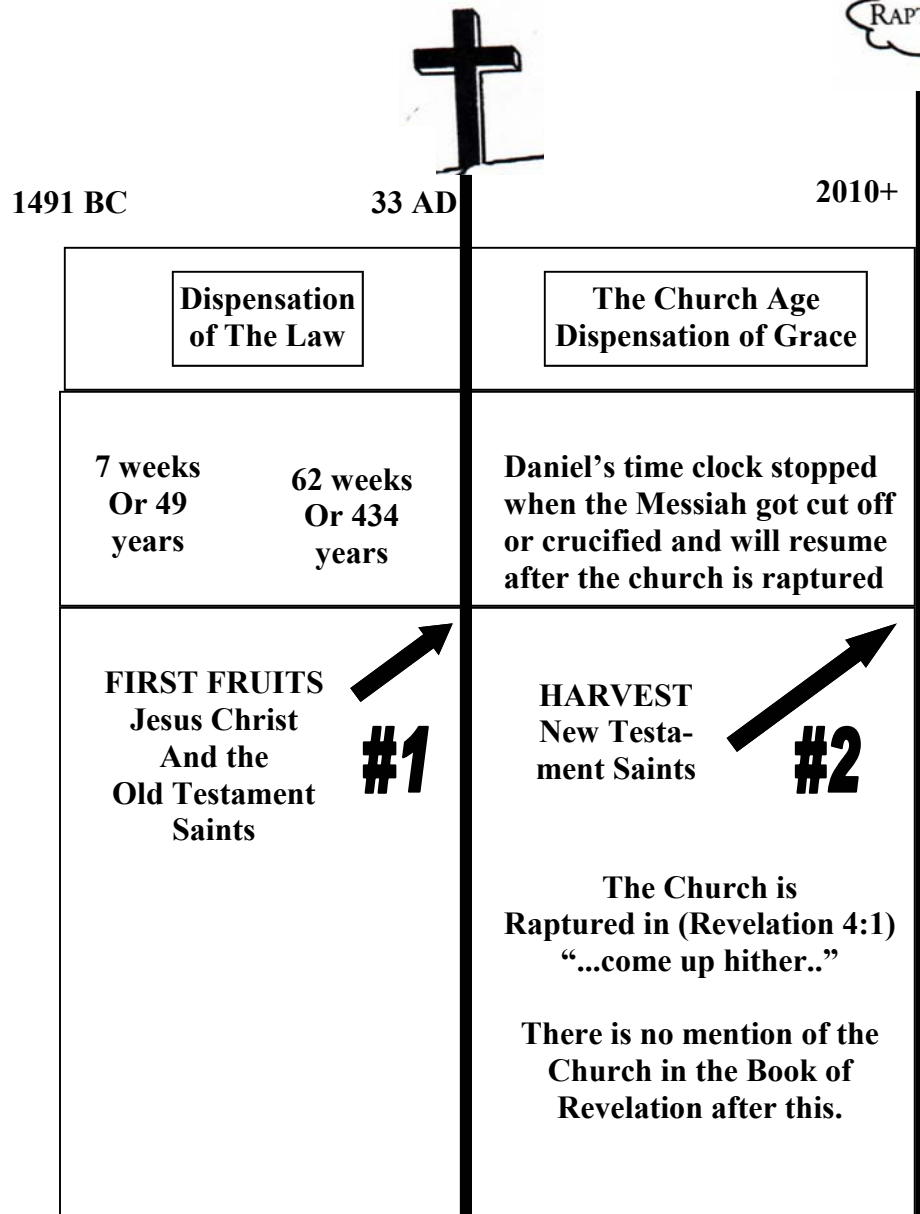 1491 BC
33 AD
2010+
Dispensation
of The Law
The Church Age
Dispensation of Grace
7 weeks
Or 49
years
62 weeks
Or 434
years
Daniel’s time clock stopped
when the Messiah got cut off
or crucified and will resume
after the church is raptured
FIRST FRUITS
Jesus Christ
And the
Old Testament
Saints
#1
HARVEST
New Testa-
ment Saints
#2
The Church is
Raptured in (Revelation 4:1)
“...come up hither..”
There is no mention of the
Church in the Book of
Revelation after this.